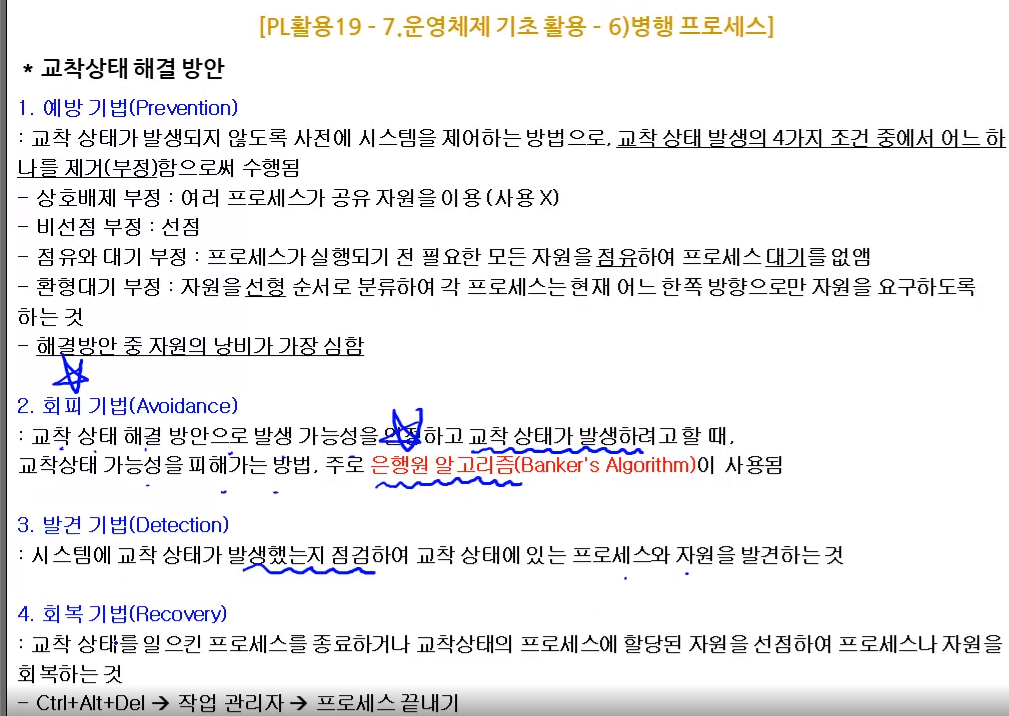 [PL활용19 - 7.운영체제 기초 활용 - 6)병행 프로세스]
* 교착상태 해결 방안
1. 예방 기법(Prevention)
: 교착 상태가 발생되지 않도록 사전에 시스템을 제어하는 방법으로, 교착 상태 발생의 4가지 조건 중에서 어느 하
나를 제거(부정)함으로써 수행됨
- 상호배제 부정 : 여러 프로세스가 공유 자원을 이용 (사용 X)
- 비선점 부정 : 선점
- 점유와 대기 부정 : 프로세스가 실행되기 전 필요한 모든 자원을 점유하여 프로세스 대기를 없앰
- 환형대기 부정 : 자원을 선형 순서로 분류하여 각 프로세스는 현재 어느 한쪽 방향으로만 자원을 요구하도록
하는 것
- 해결방안 중 자원의 낭비가 가장 심함
2. 회피 기법(Avoidance)
: 교착 상태 해결 방안으로 발생 가능성을 하고 교착 상태가 발생하려고 할 때,
교착상태 가능성을 피해가는 방법, 주로 은행원 알고리즘(Banker's Algorithm)이 사용됨
3. 발견 기법(Detection)
: 시스템에 교착 상태가 발생했는지 점검하여 교착 상태에 있는 프로세스와 자원을 발견하는 것
4. 회복 기법(Recovery)
: 교착 상태를 일으킨 프로세스를 종료하거나 교착상태의 프로세스에 할당된 자원을 선점하여 프로세스나 자원을
회복하는 것
- Ctrl+Alt+Del → 작업 관리자 → 프로세스 끝내기